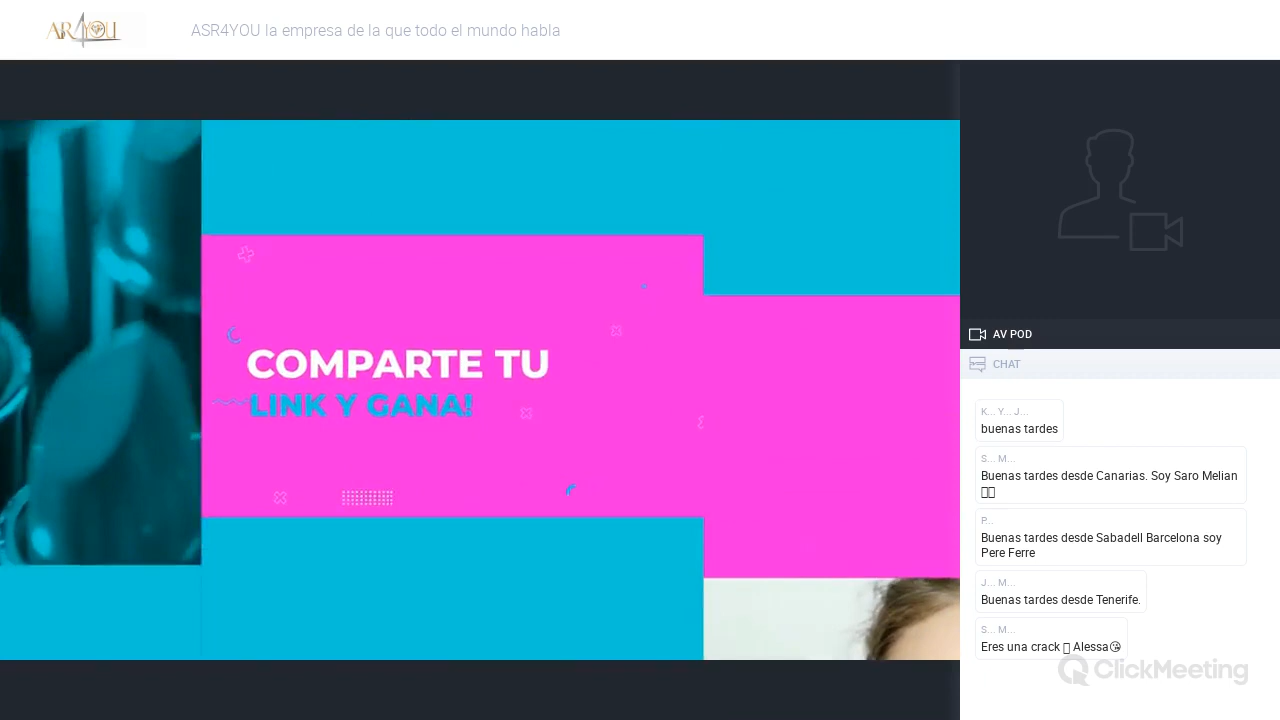 AR4YOU
ASR4YOU la empresa de la que todo el mundo habla
COMPARTE TU
LINK Y GANA!
AV POD
CHAT
K... Y... J...
buenas tardes
S... M...
Buenas tardes desde Canarias. Soy Saro Melian
P...
Buenas tardes desde Sabadell Barcelona soy
Pere Ferre
J... M...
Buenas tardes desde Tenerife.
S... M...
Eres una crack Alessa😘
ClickMeeting